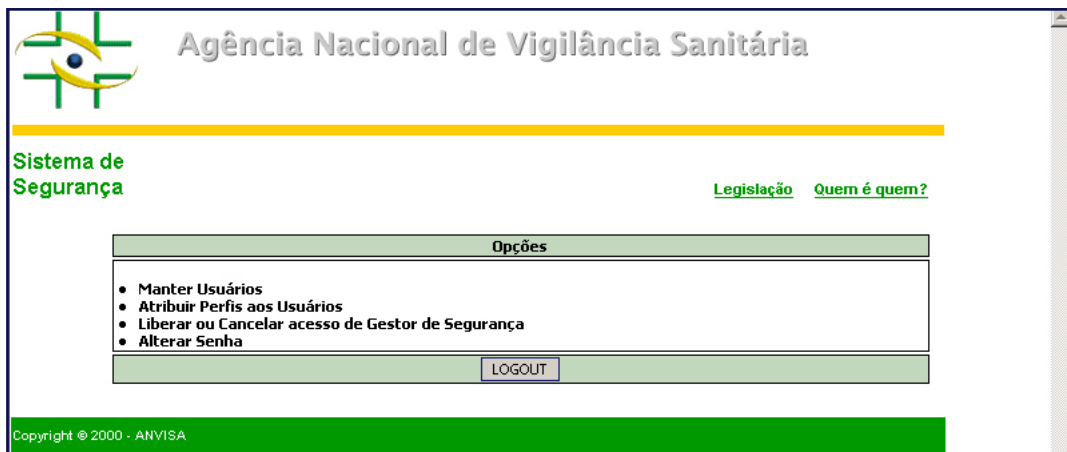 Agência Nacional de Vigilância Sanitária
Sistema de
Segurança
Legislação Quem é quem?
Opções
• Manter Usuários
• Atribuir Perfis aos Usuários
• Liberar ou Cancelar acesso de Gestor de Segurança
• Alterar Senha
LOGOUT
Copyright © 2000 - ANVISA